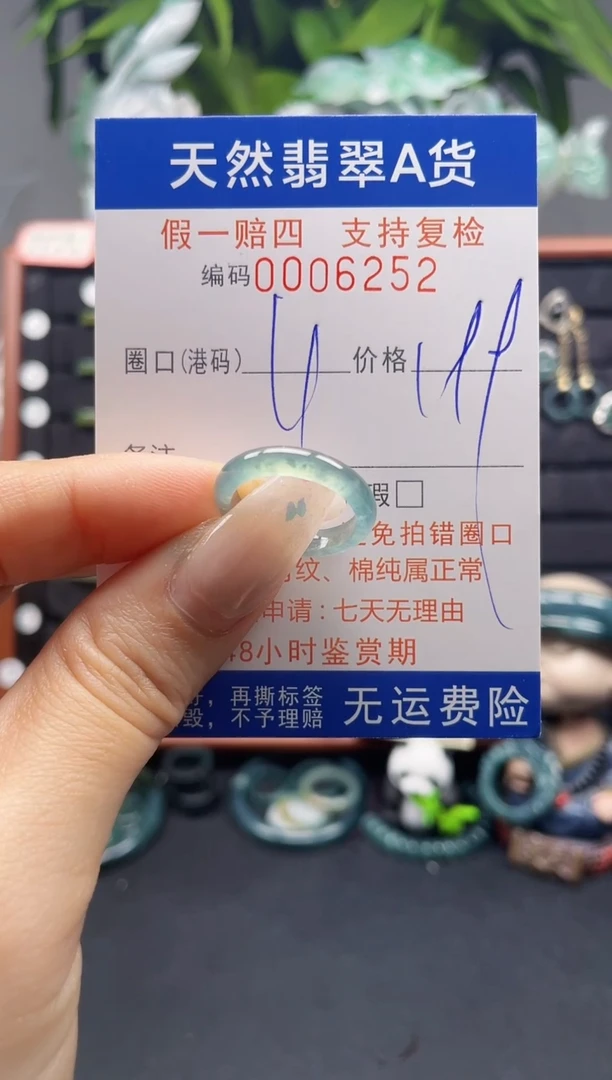 天然翡翠A货
假一赔四 支持复检
编码0006252
圈口(港码) 价格
备注
瑕□
免拍错圈口
纹、棉纯属正常
申请:七天无理由
48小时鉴赏期
,再撕标签
毁,不予理赔
无运费险